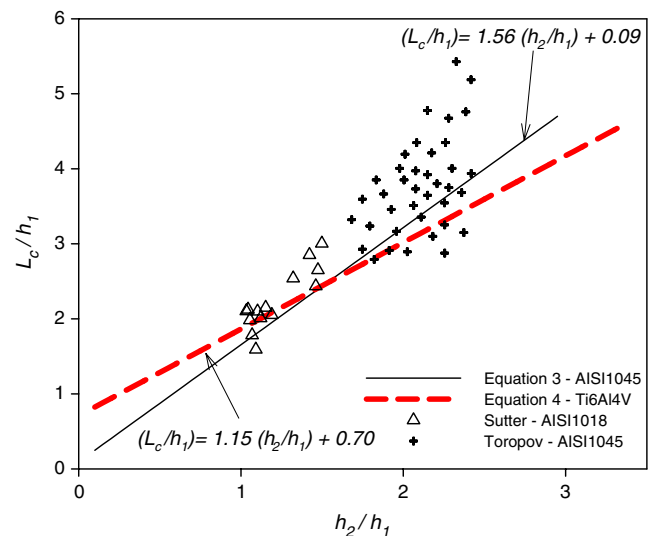 (Lc/h1)= 1.56 (h2/h1) + 0.09
6
5
4
3
2
1
0
Lc/h1
(Lc/h1)= 1.15 (h2/h1) + 0.70
Equation 3 - AISI1045
Equation 4 - Ti6Al4V
Sutter - AISI1018
Toropov - AISI1045
0 1 2 3
h2/h1